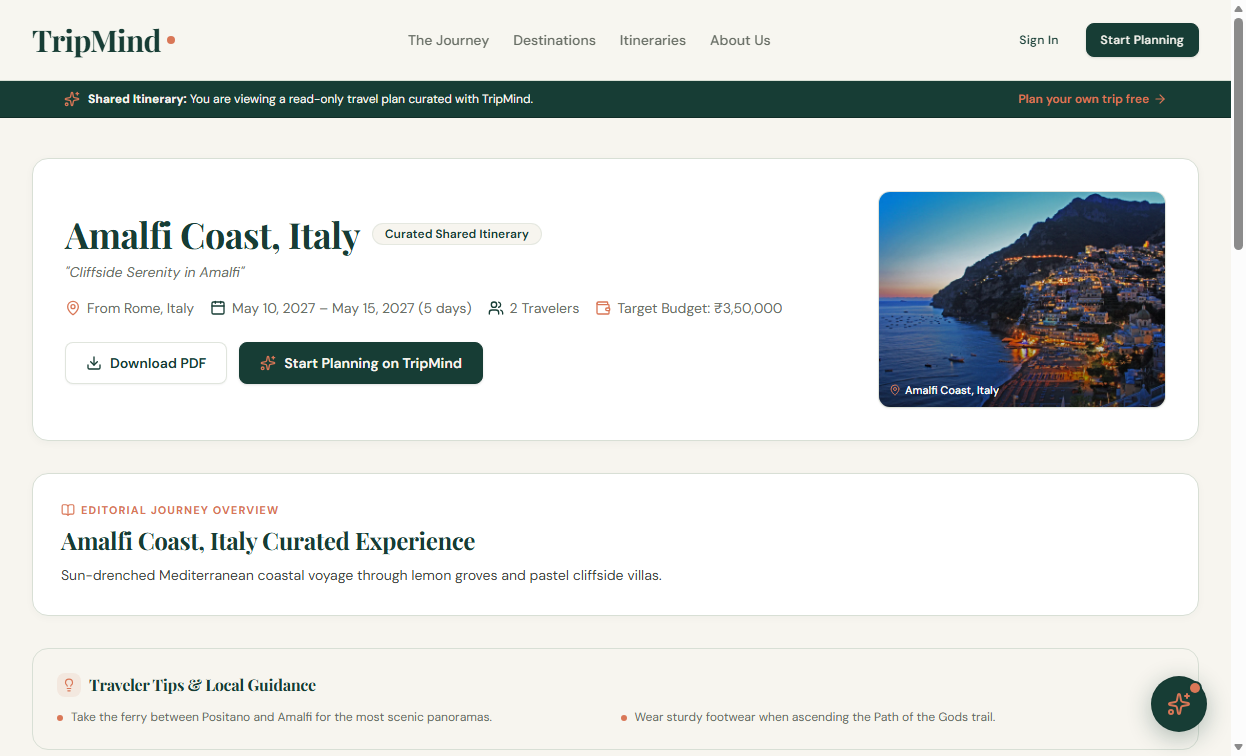 TripMind
The Journey Destinations Itineraries About Us
Sign In Start Planning
Shared Itinerary: You are viewing a read-only travel plan curated with TripMind.
Plan your own trip free →
Amalfi Coast, Italy Curated Shared Itinerary
"Cliffside Serenity in Amalfi"
From Rome, Italy May 10, 2027 – May 15, 2027 (5 days) 2 Travelers Target Budget: ₹3,50,000
Download PDF Start Planning on TripMind
Amalfi Coast, Italy
EDITORIAL JOURNEY OVERVIEW
Amalfi Coast, Italy Curated Experience
Sun-drenched Mediterranean coastal voyage through lemon groves and pastel cliffside villas.
Traveler Tips & Local Guidance
Take the ferry between Positano and Amalfi for the most scenic panoramas.
Wear sturdy footwear when ascending the Path of the Gods trail.